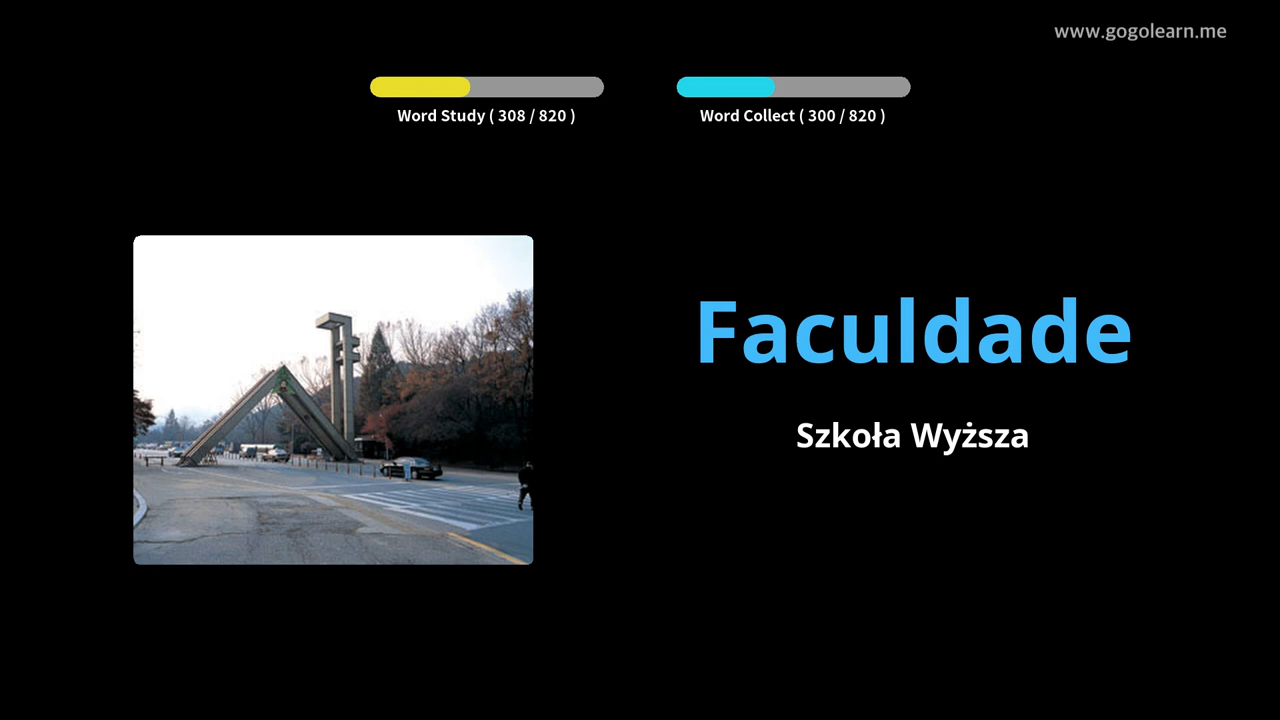 www.gogolearn.me
Word Study ( 308 / 820 )
Word Collect ( 300 / 820 )
Faculdade
Szkoła Wyższa